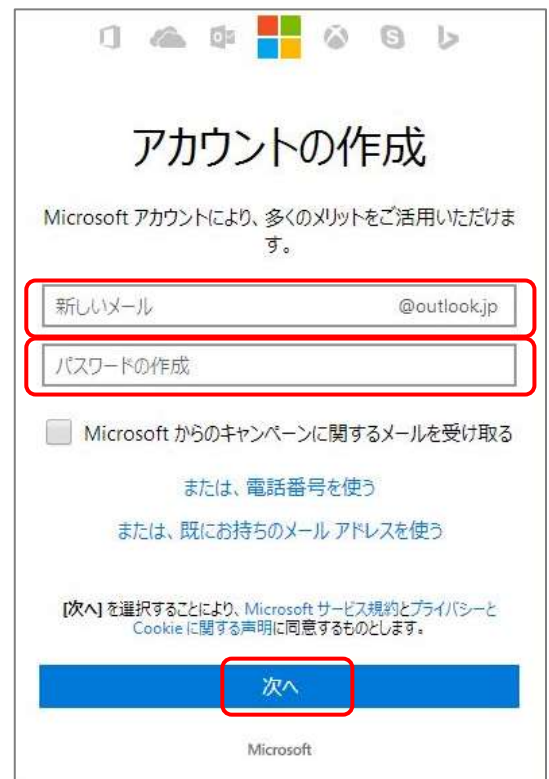 アカウントの作成
Microsoft アカウントにより、多くのメリットをご活用いただけま
す。
新しいメール @outlook.jp
パスワードの作成
Microsoft からのキャンペーンに関するメールを受け取る
または、電話番号を使う
または、既にお持ちのメール アドレスを使う
[次へ] を選択することにより、Microsoft サービス規約とプライバシーと
Cookie に関する声明に同意するものとします。
次へ
Microsoft